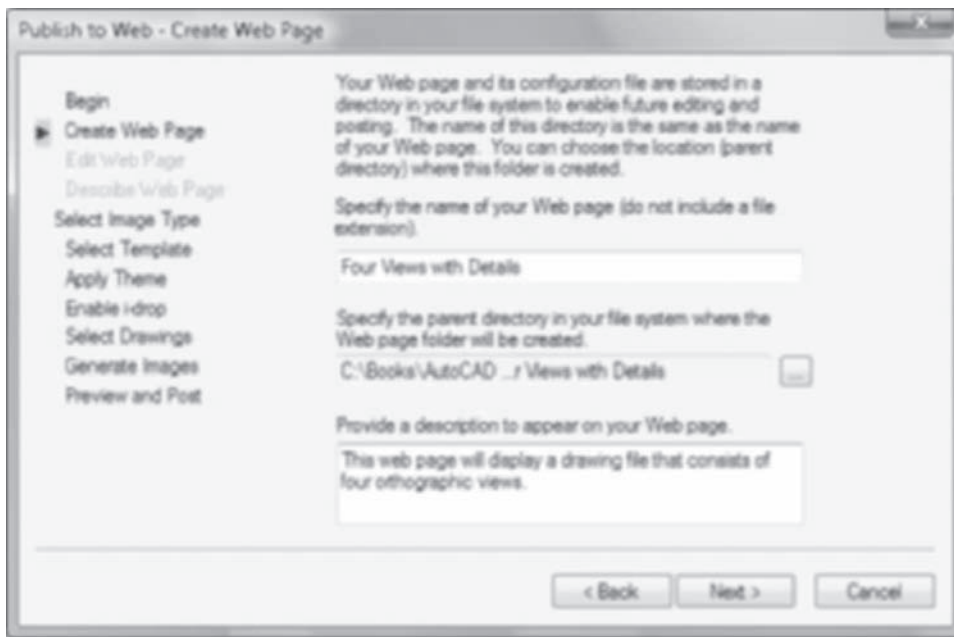 Publish to Web - Create Web Page
Begin
Create Web Page
Edit Web Page
Describe Web Page
Select Image Type
Select Template
Apply Theme
Enable i-drop
Select Drawings
Generate Images
Preview and Post
Your Web page and its configuration file are stored in a
directory in your file system to enable future editing and
posting. The name of this directory is the same as the name
of your Web page. You can choose the location (parent
directory) where this folder is created.
Specify the name of your Web page (do not include a file
extension).
Four Views with Details
Specify the parent directory in your file system where the
Web page folder will be created.
C:\Books\AutoCAD ...r Views with Details
...
Provide a description to appear on your Web page.
This web page will display a drawing file that consists of
four orthographic views.
< Back
Next >
Cancel